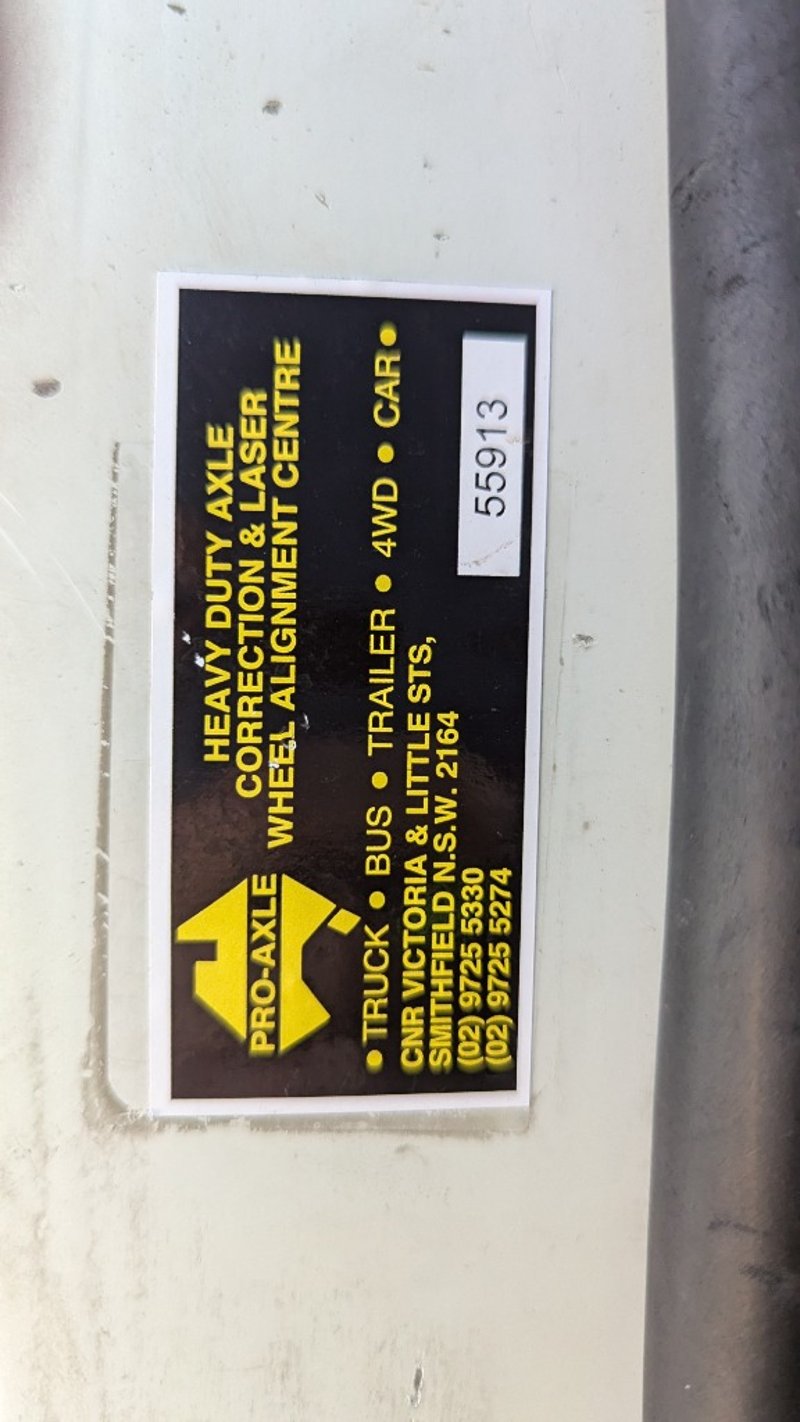 HEAVY DUTY AXLE
CORRECTION & LASER
PRO-AXLE WHEEL ALIGNMENT CENTRE
• TRUCK • BUS • TRAILER • 4WD • CAR •
CNR VICTORIA & LITTLE STS,
SMITHFIELD N.S.W. 2164
(02) 9725 5330
(02) 9725 5274
55913